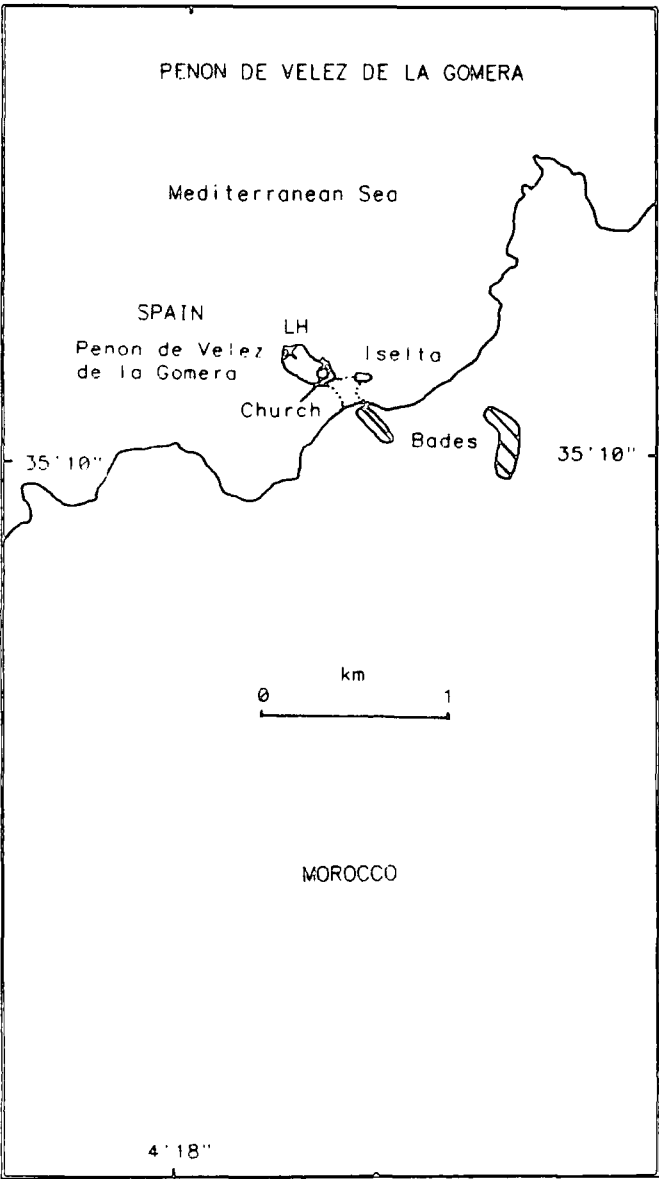 PENON DE VELEZ DE LA GOMERA
Mediterranean Sea
SPAIN
LH
Penon de Velez
de la Gomera
Iselta
Church
Bades
35'10"
35'10"
km
0 1
MOROCCO
4'18"